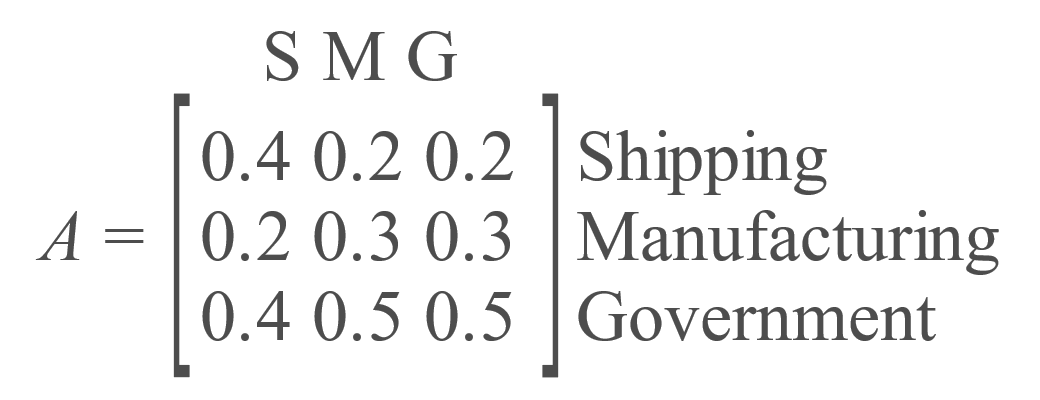 S M G
0.4 0.2 0.2 Shipping
A = 0.2 0.3 0.3 Manufacturing
0.4 0.5 0.5 Government